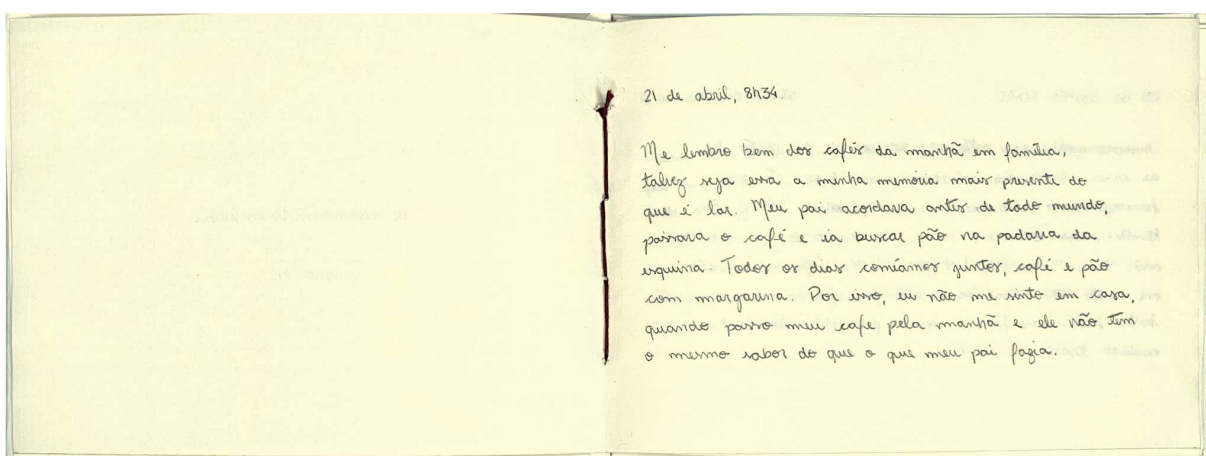 21 de abril, 8h34.
Me lembro bem dos cafés da manhã em família,
talvez seja essa a minha memória mais presente do
que é lar. Meu pai acordava antes de todo mundo,
passava o café e ia buscar pão na padaria da
esquina Todos os dias comíamos juntos, café e pão
com margarina. Por isso, eu não me sinto em casa,
quando passo meu cafe pela manhã e ele não tem
o mesmo sabor do que o que meu pai fazia.